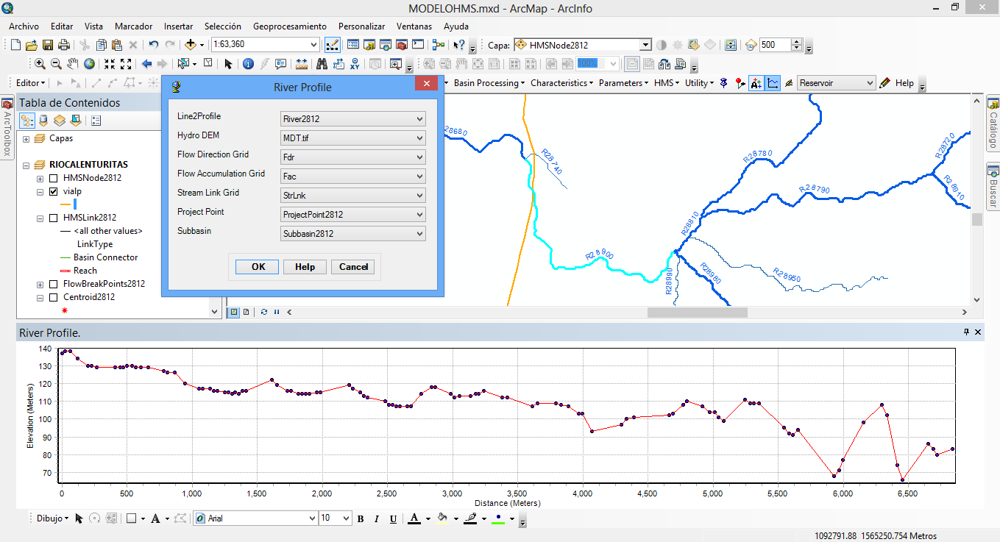 MODELOHMS.mxd - ArcMap - ArcInfo
Archivo Editar Vista Marcador Insertar Selección Geoprocesamiento Personalizar Ventanas Ayuda
1:63,360 Capa: HMSNode2812 500
100%
Editor Basin Processing Characteristics Parameters HMS Utility Reservoir Help
ArcToolbox
Tabla de Contenidos
Capas
RIOCALENTURITAS
HMSNode2812
vialp
HMSLink2812
<all other values>
LinkType
Basin Connector
Reach
FlowBreakPoints2812
Centroid2812
River Profile
Line2Profile River2812
Hydro DEM MDT.tif
Flow Direction Grid Fdr
Flow Accumulation Grid Fac
Stream Link Grid StrLnk
Project Point ProjectPoint2812
Subbasin Subbasin2812
OK Help Cancel
28680
R28740
R28780
R28720
R28790
R28910
R28810
R28900
R28990
R28980
R28950
Catálogo
Buscar
River Profile.
Elevation (Meters)
140
130
120
110
100
90
80
70
0 500 1,000 1,500 2,000 2,500 3,000 3,500 4,000 4,500 5,000 5,500 6,000 6,500
Distance (Meters)
Dibujo A Arial 10 B I U A
1092791.88 1565250.754 Metros